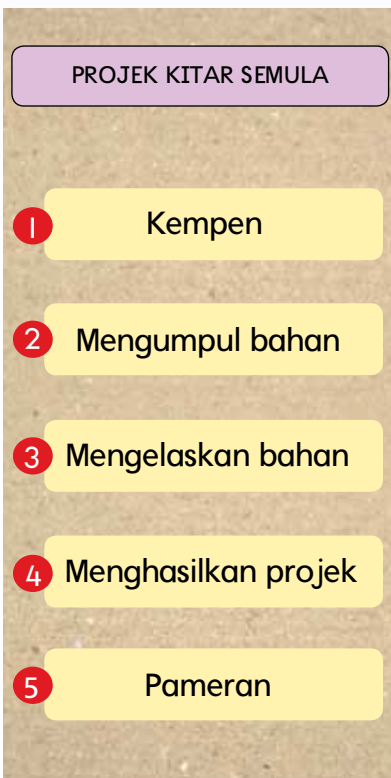 PROJEK KITAR SEMULA
1 Kempen
2 Mengumpul bahan
3 Mengelaskan bahan
4 Menghasilkan projek
5 Pameran